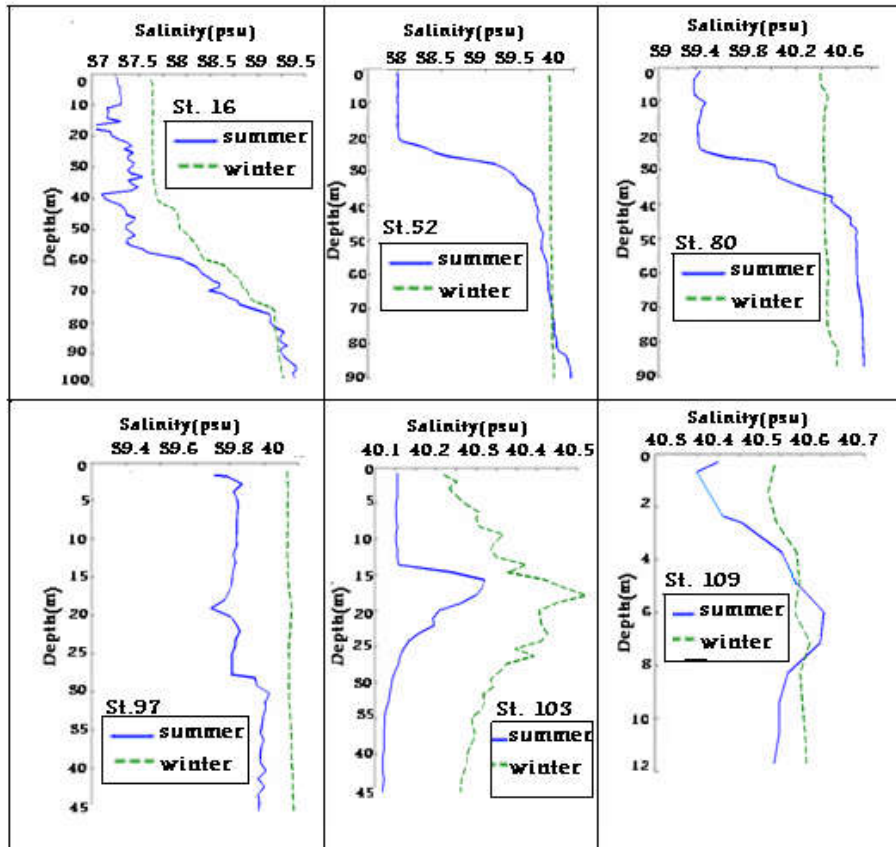 Salinity(psu)
37 37.5 38 38.5 39 39.5
0
10
20
30
40
50
60
70
80
90
100
Depth(m)
St. 16
summer
winter
Salinity(psu)
38 38.5 39 39.5 40
0
10
20
30
40
50
60
70
80
90
Depth(m)
St.52
summer
winter
Salinity(psu)
39 39.4 39.8 40.2 40.6
0
10
20
30
40
50
60
70
80
90
Depth(m)
St. 80
summer
winter
Salinity(psu)
39.4 39.6 39.8 40
0
5
10
15
20
25
30
35
40
45
Depth(m)
St.97
summer
winter
Salinity(psu)
40.1 40.2 40.3 40.4 40.5
0
5
10
15
20
25
30
35
40
45
Depth(m)
St. 103
summer
winter
Salinity(psu)
40.3 40.4 40.5 40.6 40.7
0
2
4
6
8
10
12
Depth(m)
St. 109
summer
winter